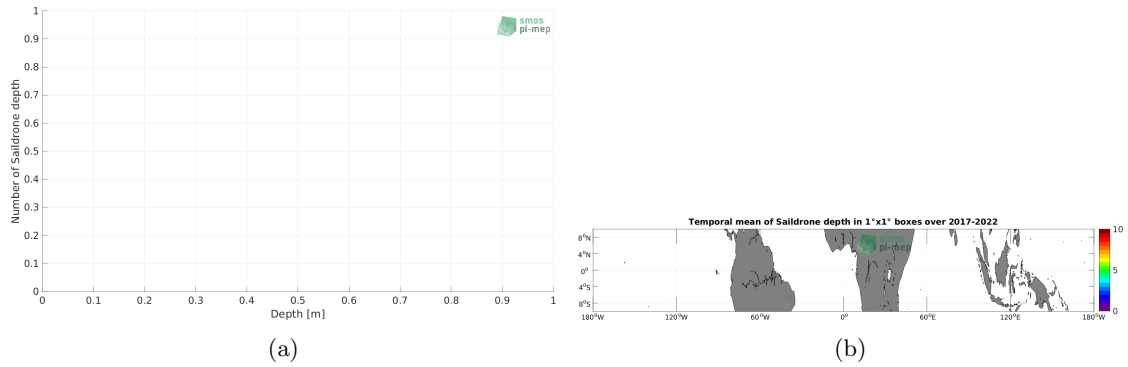 1
0.9
0.8
0.7
0.6
0.5
0.4
0.3
0.2
0.1
0
Number of Saildrone depth
0 0.1 0.2 0.3 0.4 0.5 0.6 0.7 0.8 0.9 1
Depth [m]
smos
pi-mep
(a)
Temporal mean of Saildrone depth in 1°x1° boxes over 2017-2022
smos
pi-mep
8°N
4°N
0°
4°S
8°S
180°W 120°W 60°W 0° 60°E 120°E 180°W
10
5
0
(b)